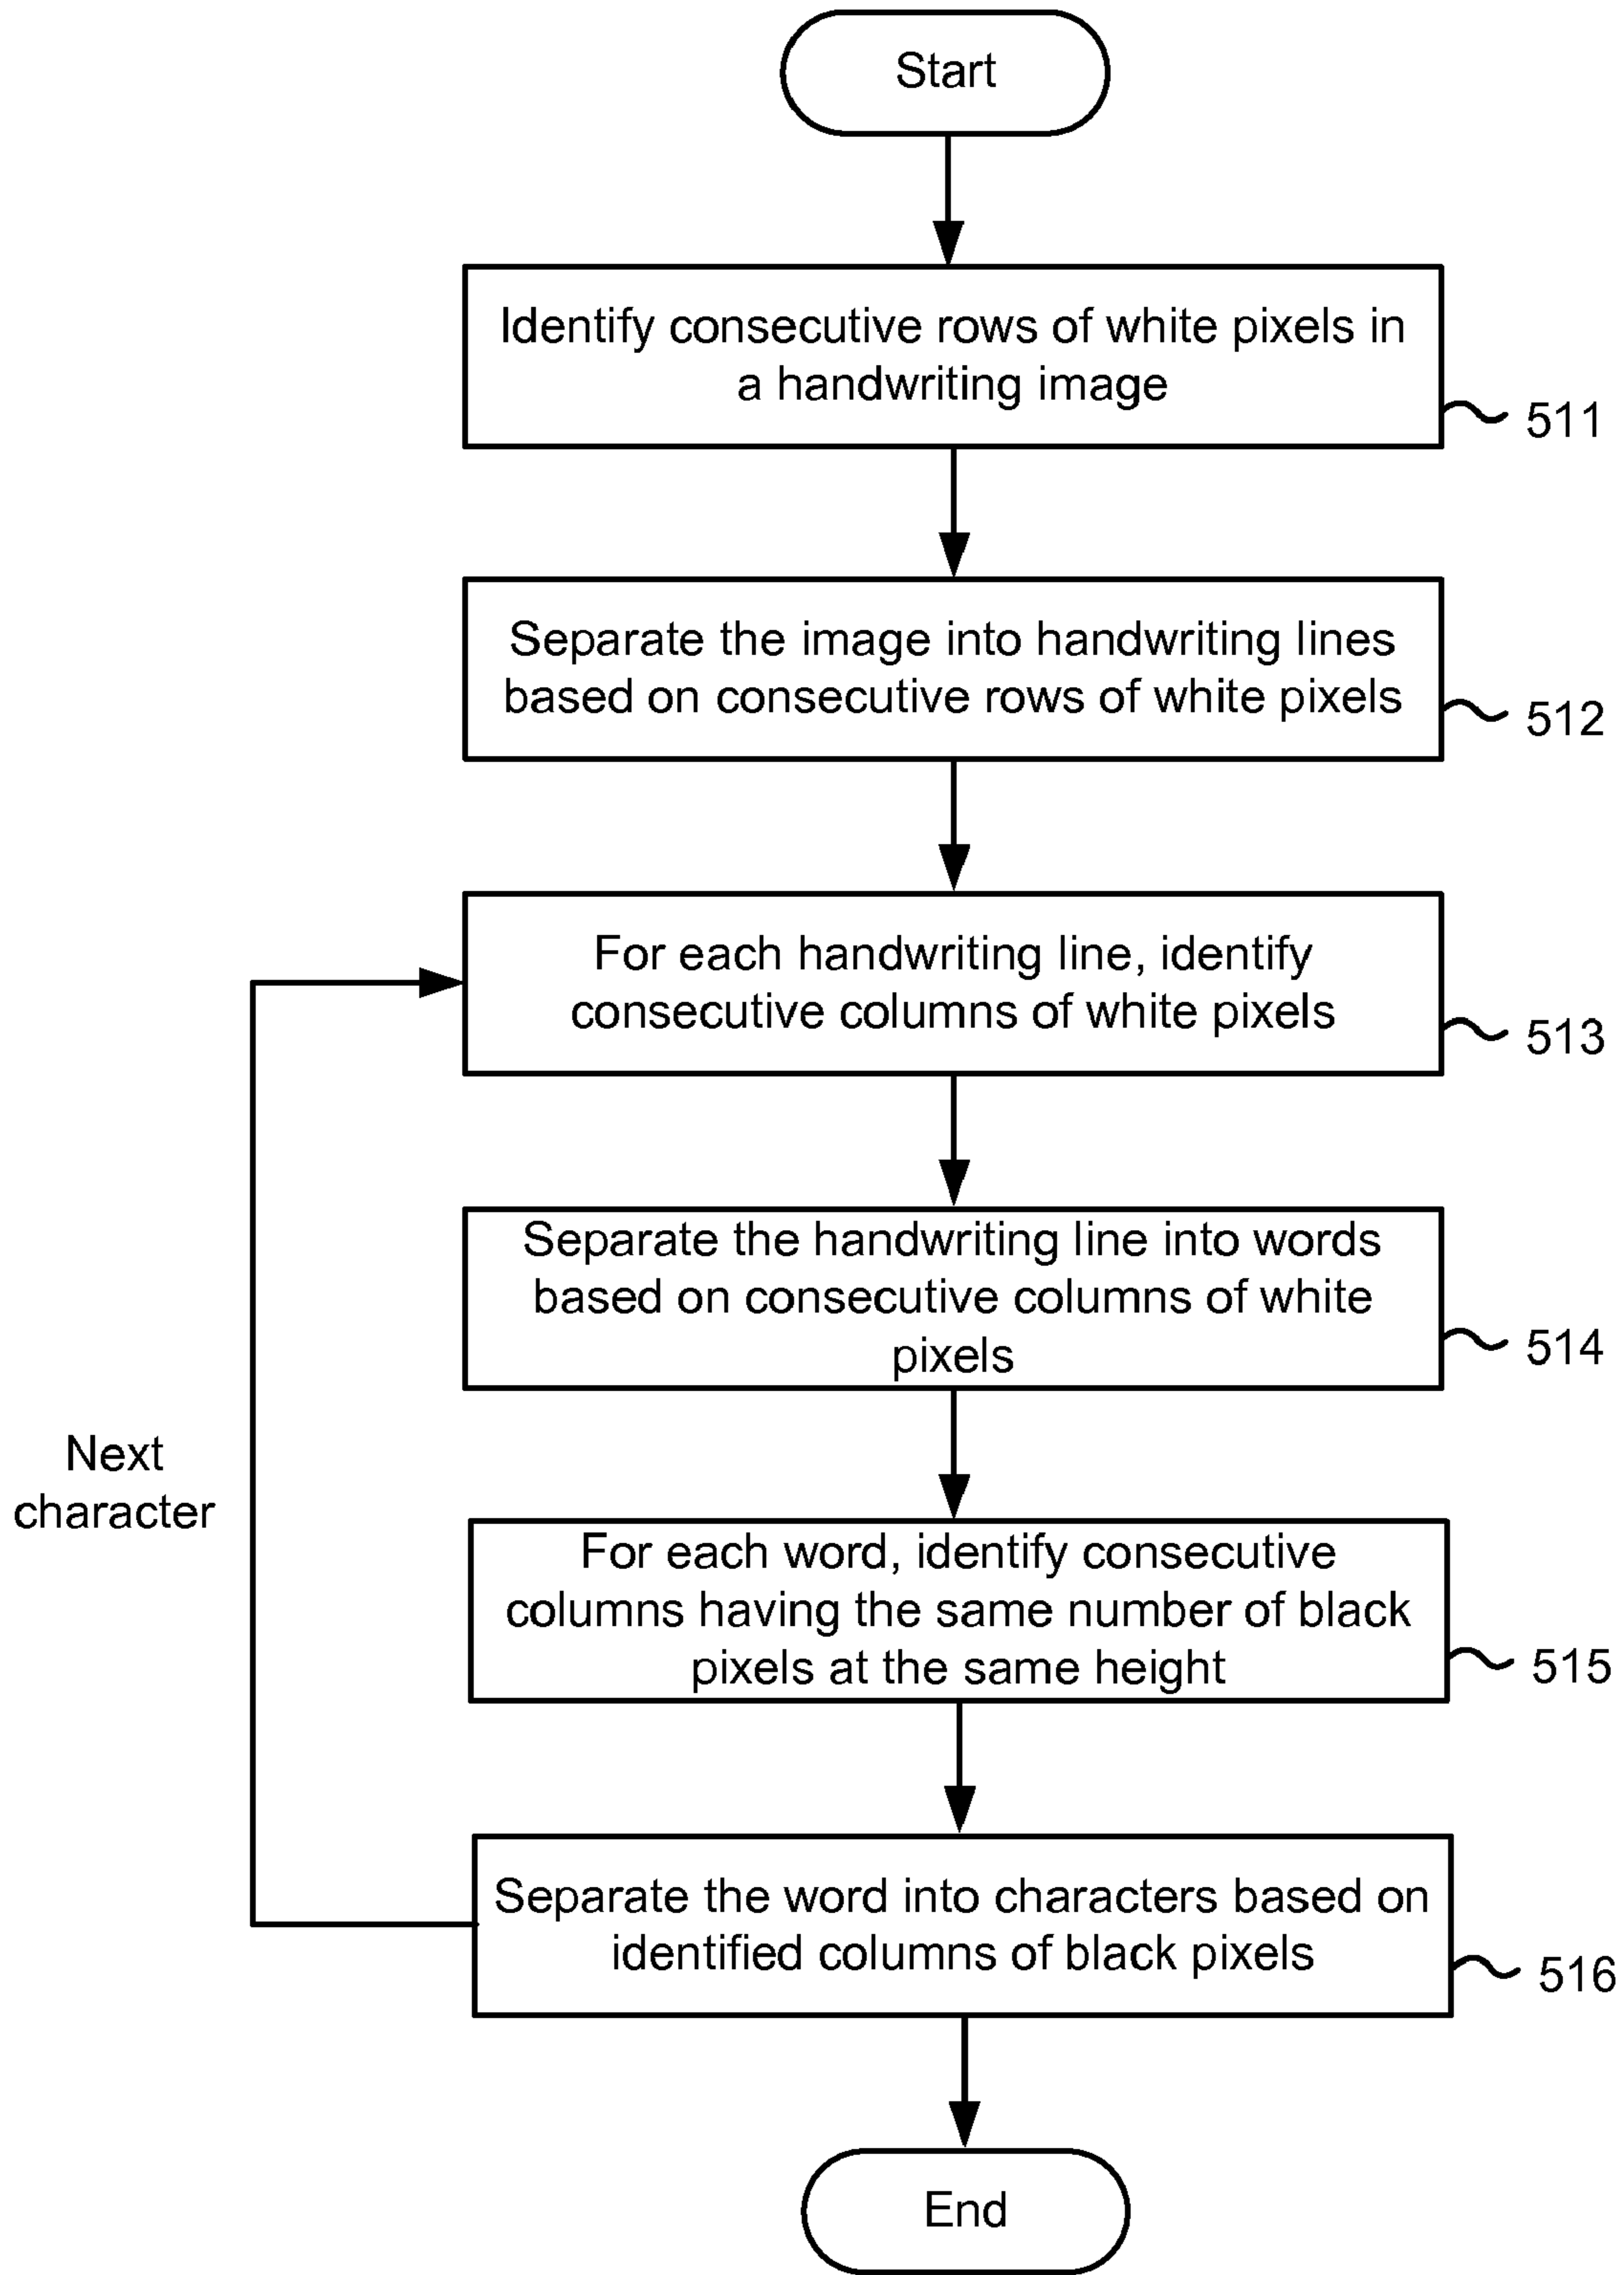 Start
Identify consecutive rows of white pixels in
a handwriting image
511
Separate the image into handwriting lines
based on consecutive rows of white pixels
512
For each handwriting line, identify
consecutive columns of white pixels
513
Separate the handwriting line into words
based on consecutive columns of white
pixels
514
Next
character
For each word, identify consecutive
columns having the same number of black
pixels at the same height
515
Separate the word into characters based on
identified columns of black pixels
516
End